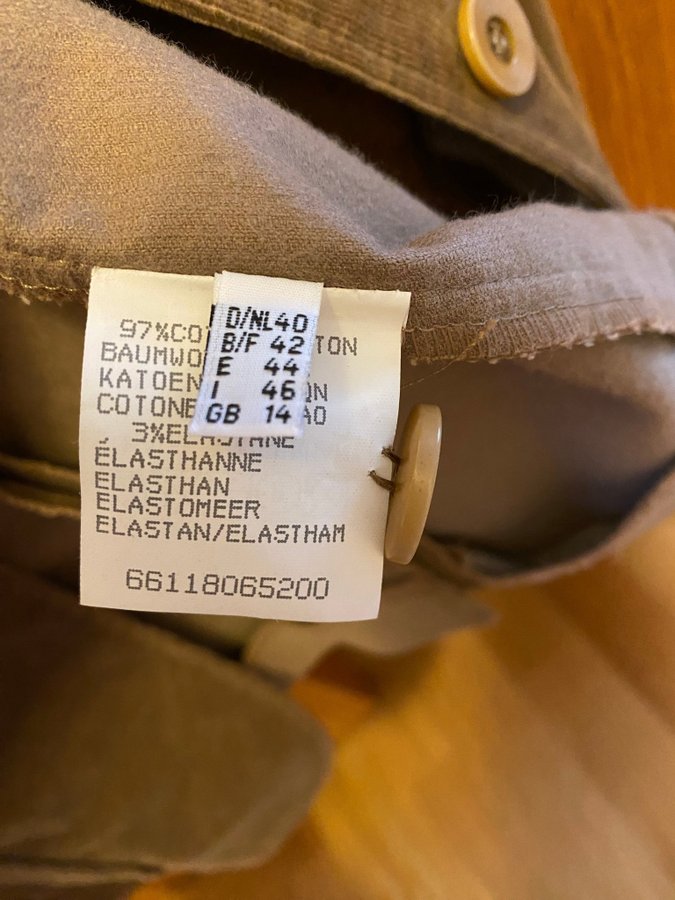 D/NL 40
B/F 42
E 44
I 46
GB 14
97%CO TON
BAUMWO
KATOEN
COTONE
3%ELASTANE
ÉLASTHANNE
ELASTHAN
ELASTOMEER
ELASTAN/ELASTHAM
66118065200